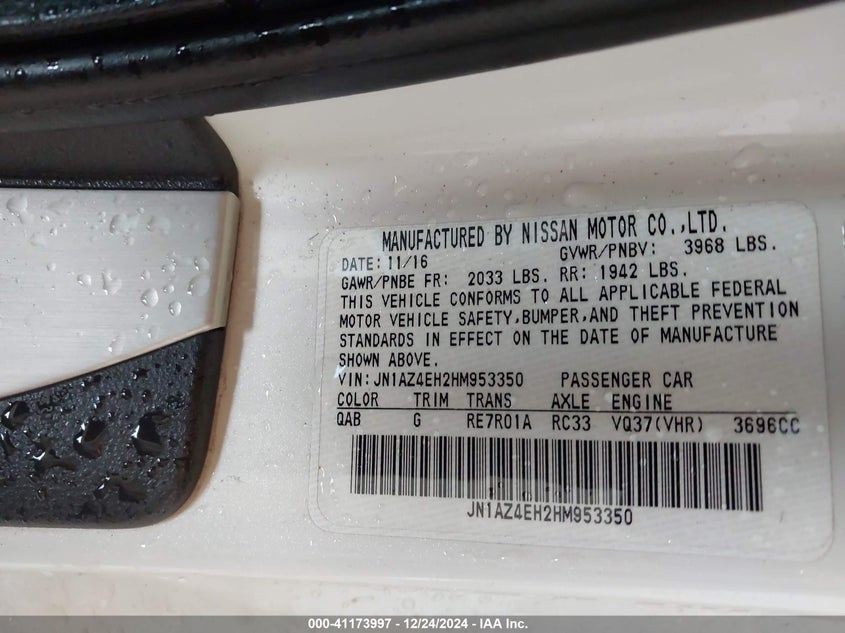 MANUFACTURED BY NISSAN MOTOR CO.,LTD.
DATE: 11/16 GVWR/PNBV: 3968 LBS.
GAWR/PNBE FR: 2033 LBS. RR: 1942 LBS.
THIS VEHICLE CONFORMS TO ALL APPLICABLE FEDERAL
MOTOR VEHICLE SAFETY,BUMPER,AND THEFT PREVENTION
STANDARDS IN EFFECT ON THE DATE OF MANUFACTURE
SHOWN ABOVE.
VIN:JN1AZ4EH2HM953350 PASSENGER CAR
COLOR TRIM TRANS AXLE ENGINE
QAB G RE7R01A RC33 VQ37(VHR) 3696CC
JN1AZ4EH2HM953350
000-41173997 - 12/24/2024 - IAA Inc.